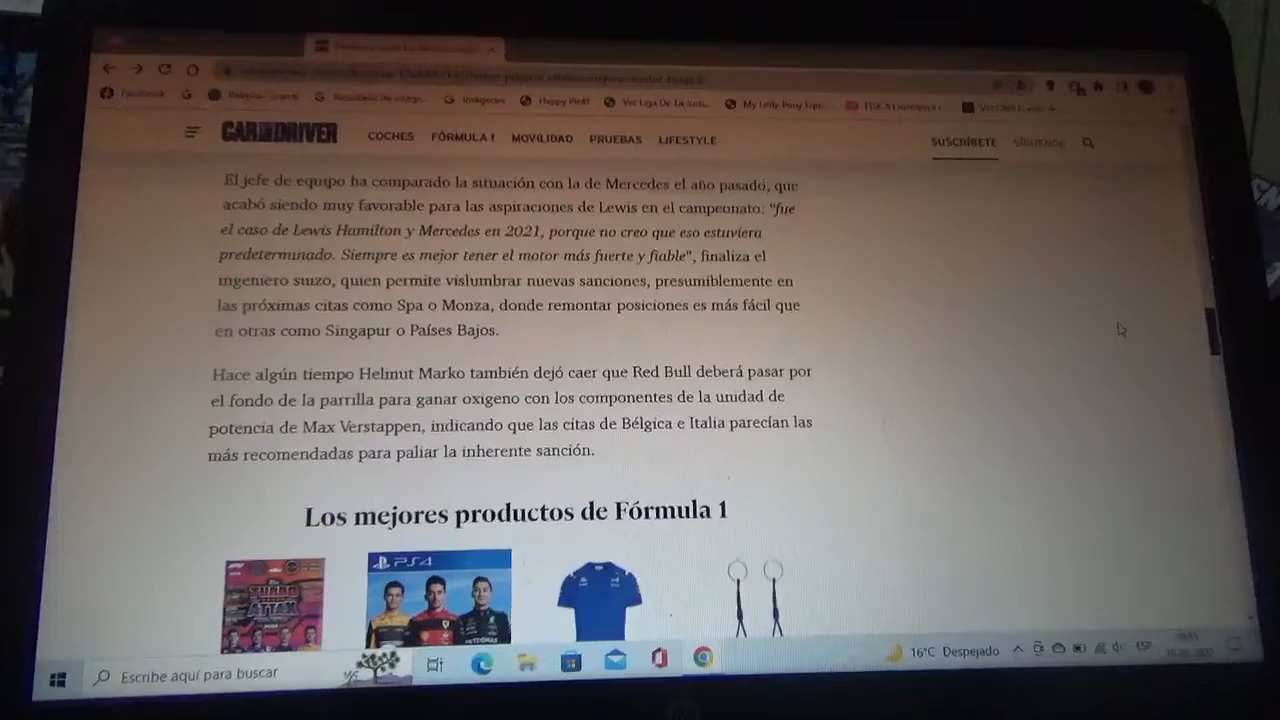 Facebook
Imágenes
COCHES FÓRMULA 1 MOVILIDAD PRUEBAS LIFESTYLE
CAR AND DRIVER
SUSCRÍBETE SÍGUENOS
El jefe de equipo ha comparado la situación con la de Mercedes el año pasado, que
acabó siendo muy favorable para las aspiraciones de Lewis en el campeonato: "fue
el caso de Lewis Hamilton y Mercedes en 2021, porque no creo que eso estuviera
predeterminado. Siempre es mejor tener el motor más fuerte y fiable", finaliza el
ingeniero suizo, quien permite vislumbrar nuevas sanciones, presumiblemente en
las próximas citas como Spa o Monza, donde remontar posiciones es más fácil que
en otras como Singapur o Países Bajos.
Hace algún tiempo Helmut Marko también dejó caer que Red Bull deberá pasar por
el fondo de la parrilla para ganar oxigeno con los componentes de la unidad de
potencia de Max Verstappen, indicando que las citas de Bélgica e Italia parecían las
más recomendadas para paliar la inherente sanción.
Los mejores productos de Fórmula 1
TURBO
ATTAX
PS4
PETRONAS
Escribe aquí para buscar
16°C Despejado
ESP